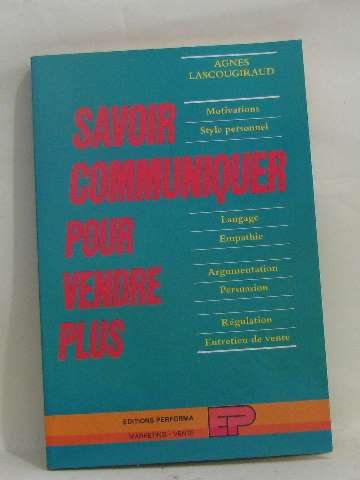 AGNES
LASCOUGIRAUD
SAVOIR
COMMUNIQUER
POUR
VENDRE
PLUS
Motivations
Style personnel
Langage
Empathie
Argumentation
Persuasion
Régulation
Entretien de vente
EDITIONS PERFORMA
MARKETING - VENTE
EP